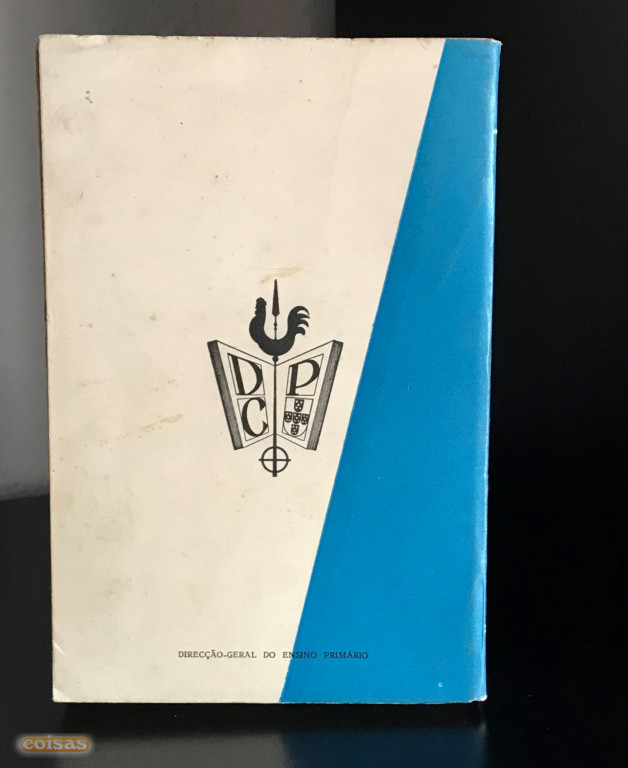 D P
C
DIRECÇÃO-GERAL DO ENSINO PRIMÁRIO
coisas